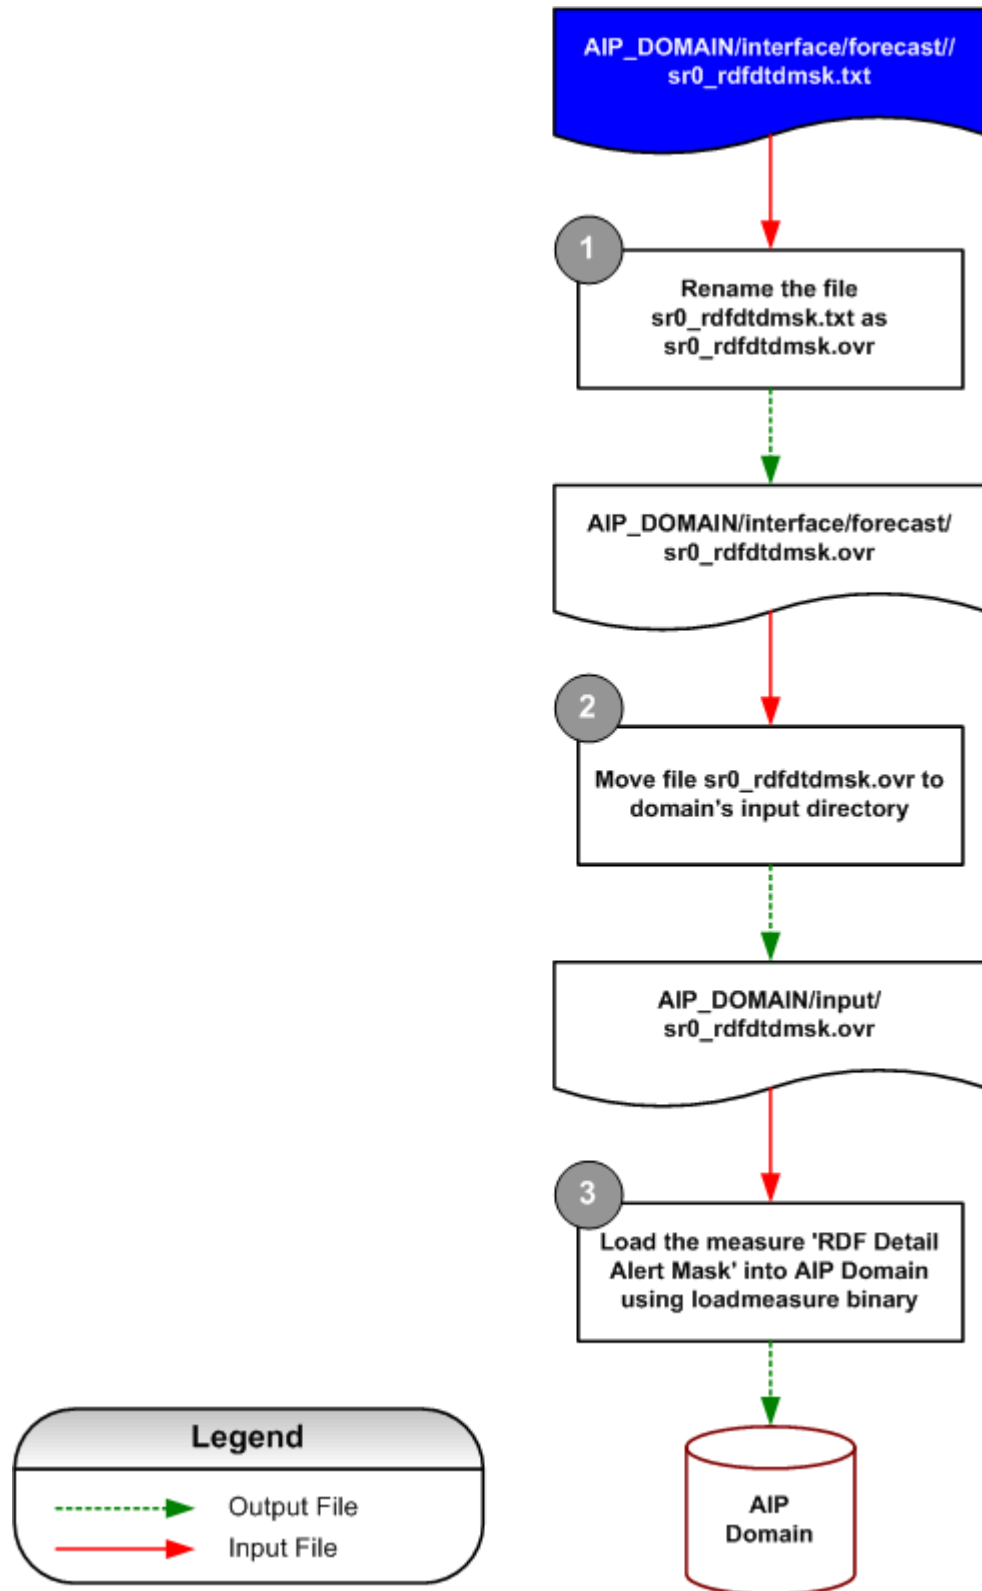 AIP_DOMAIN/interface/forecast//
sr0_rdfdtdmsk.txt
1
Rename the file
sr0_rdfdtdmsk.txt as
sr0_rdfdtdmsk.ovr
AIP_DOMAIN/interface/forecast/
sr0_rdfdtdmsk.ovr
2
Move file sr0_rdfdtdmsk.ovr to
domain's input directory
AIP_DOMAIN/input/
sr0_rdfdtdmsk.ovr
3
Load the measure 'RDF Detail
Alert Mask' into AIP Domain
using loadmeasure binary
AIP
Domain
Legend
Output File
Input File